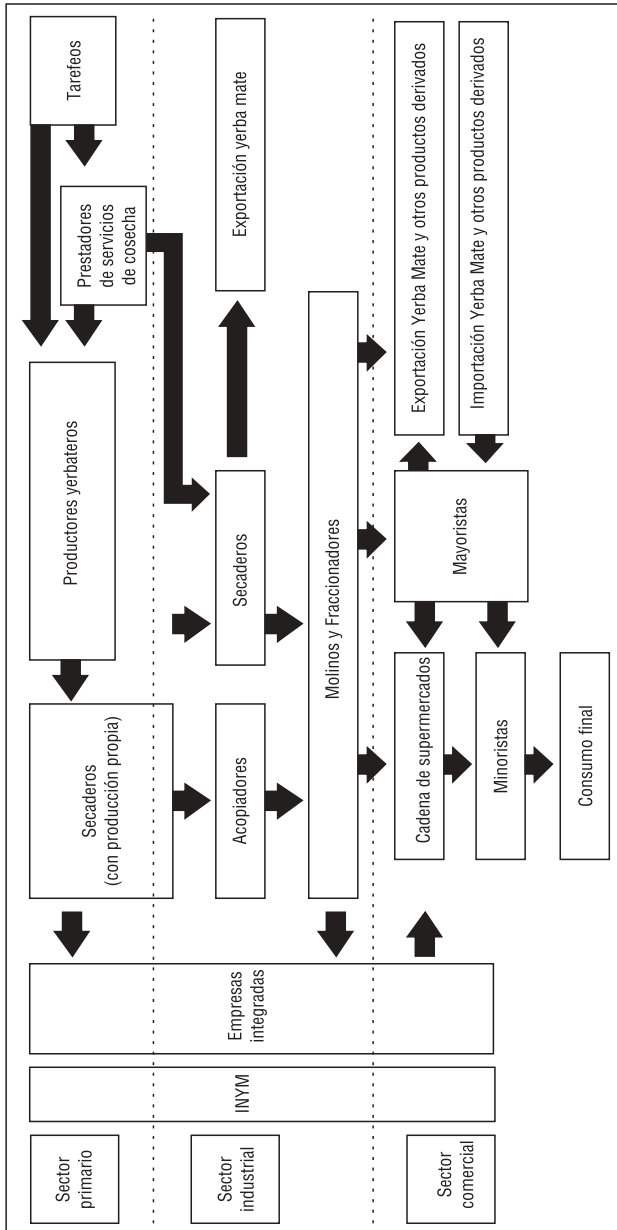 Sector
primario
Sector
industrial
Sector
comercial
INYM
Empresas
integradas
Secaderos
(con producción propia)
Productores yerbateros
Prestadores
de servicios
de cosecha
Tarefeos
Acopiadores
Secaderos
Exportación yerba mate
Molinos y Fraccionadores
Cadena de supermercados
Minoristas
Consumo final
Mayoristas
Exportación Yerba Mate y otros productos derivados
Importación Yerba Mate y otros productos derivados